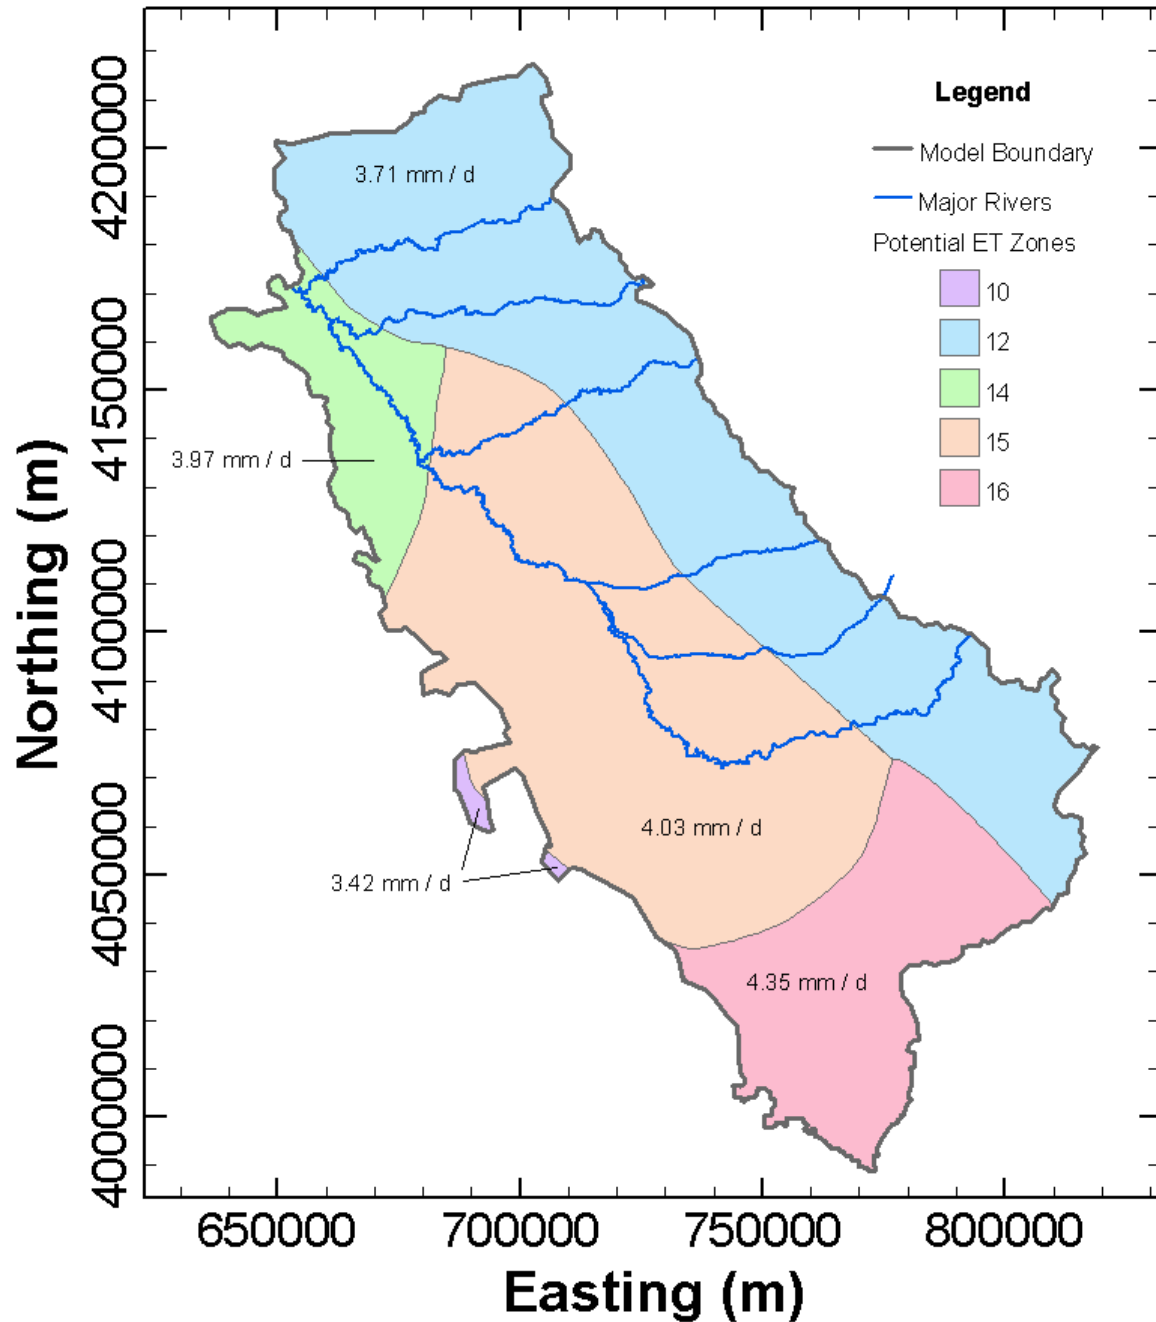 Legend
Model Boundary
Major Rivers
Potential ET Zones
10
12
14
15
16
3.71 mm / d
3.97 mm / d
4.03 mm / d
3.42 mm / d
4.35 mm / d
Northing (m)
4200000
4150000
4100000
4050000
4000000
650000
700000
750000
800000
Easting (m)